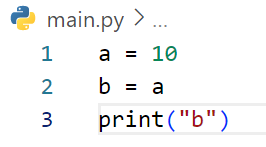 main.py > ...
1 a = 10
2 b = a
3 print("b")